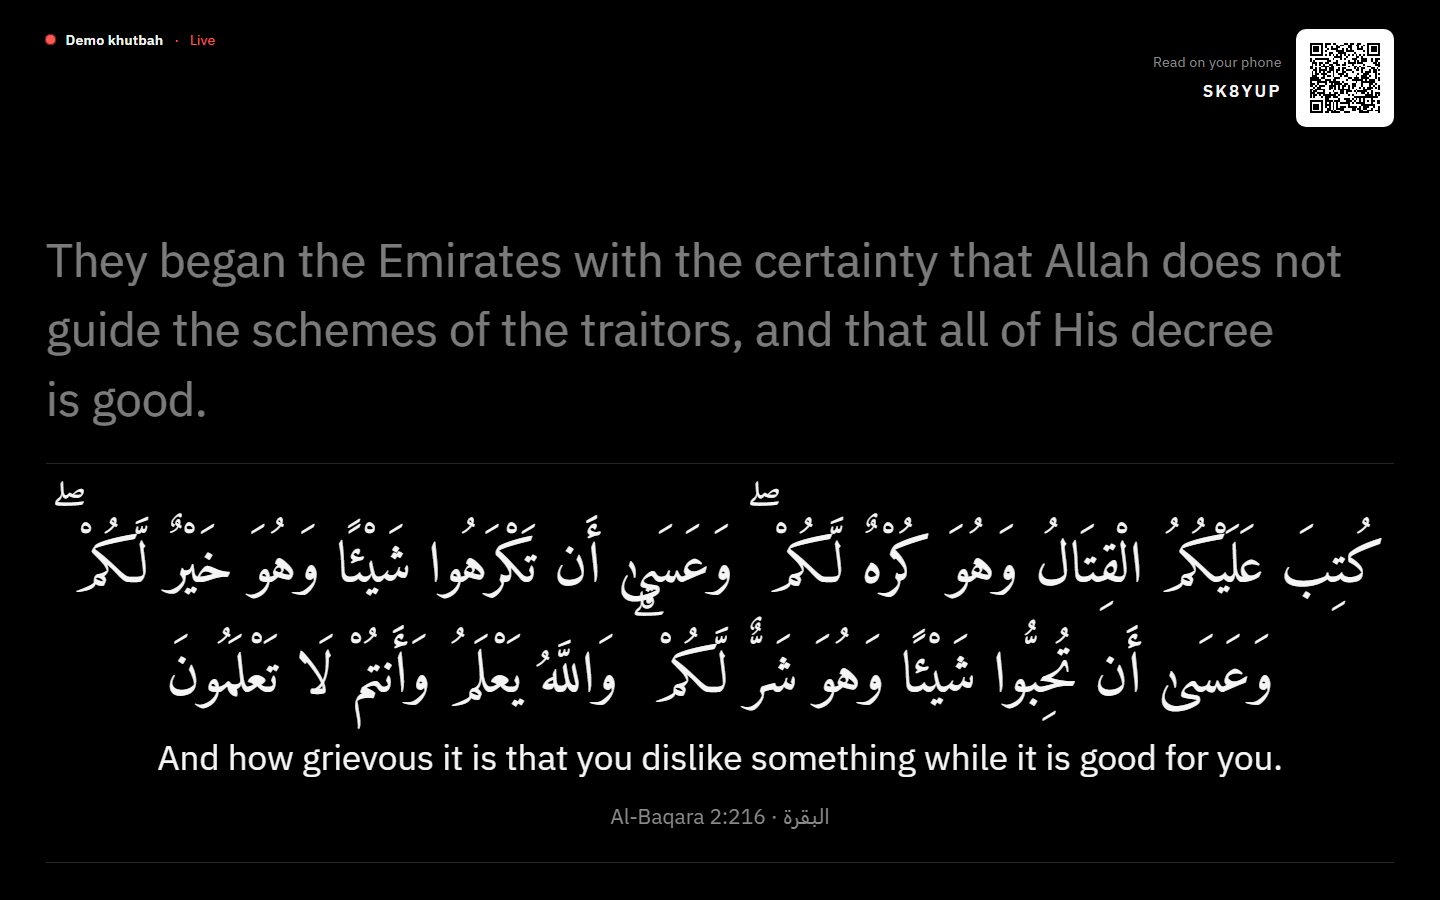 Demo khutbah · Live
Read on your phone
SK8YUP
They began the Emirates with the certainty that Allah does not
guide the schemes of the traitors, and that all of His decree
is good.
كُتِبَ عَلَيْكُمُ الْقِتَالُ وَهُوَ كُرْهٌ لَّكُمْ ۖ وَعَسَىٰ أَن تَكْرَهُوا شَيْئًا وَهُوَ خَيْرٌ لَّكُمْ ۖ
وَعَسَىٰ أَن تُحِبُّوا شَيْئًا وَهُوَ شَرٌّ لَّكُمْ ۗ وَاللَّهُ يَعْلَمُ وَأَنتُمْ لَا تَعْلَمُونَ
And how grievous it is that you dislike something while it is good for you.
Al-Baqara 2:216 · البقرة